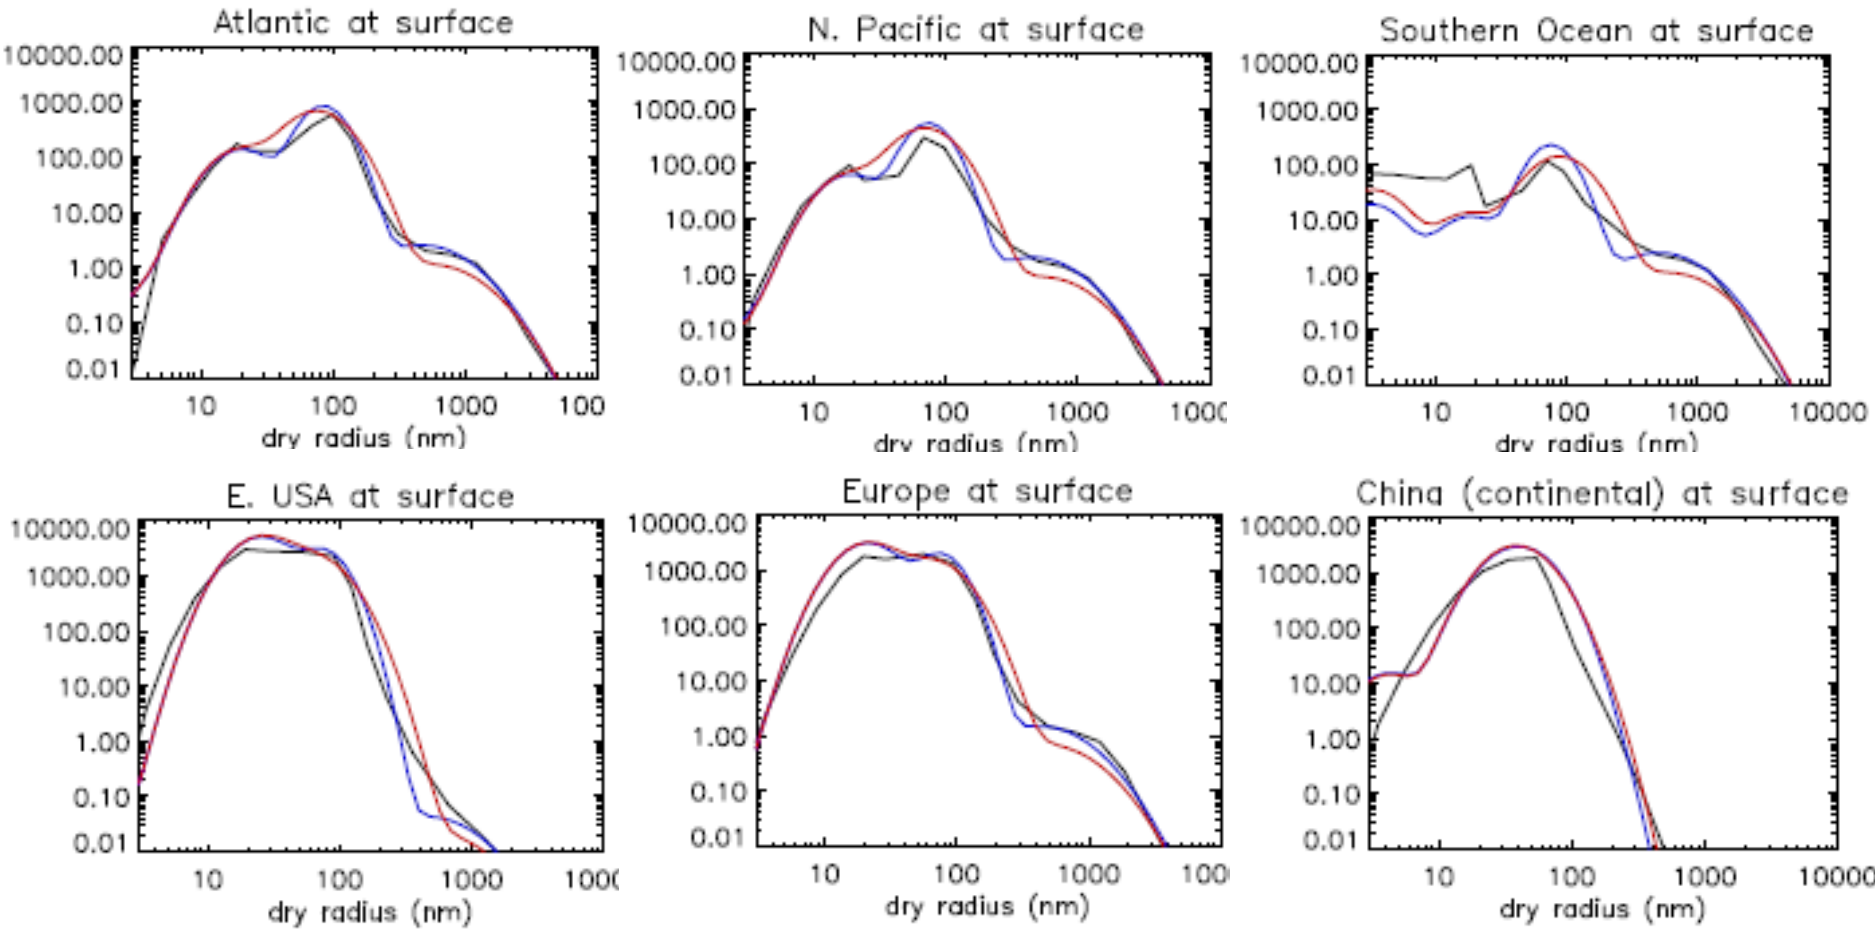 Atlantic at surface
10000.00
1000.00
100.00
10.00
1.00
0.10
0.01
10 100 1000 100
dry radius (nm)
N. Pacific at surface
10000.00
1000.00
100.00
10.00
1.00
0.10
0.01
10 100 1000 1000
dry radius (nm)
Southern Ocean at surface
10000.00
1000.00
100.00
10.00
1.00
0.10
0.01
10 100 1000 10000
dry radius (nm)
E. USA at surface
10000.00
1000.00
100.00
10.00
1.00
0.10
0.01
10 100 1000 1000
dry radius (nm)
Europe at surface
10000.00
1000.00
100.00
10.00
1.00
0.10
0.01
10 100 1000 100
dry radius (nm)
China (continental) at surface
10000.00
1000.00
100.00
10.00
1.00
0.10
0.01
10 100 1000 10000
dry radius (nm)